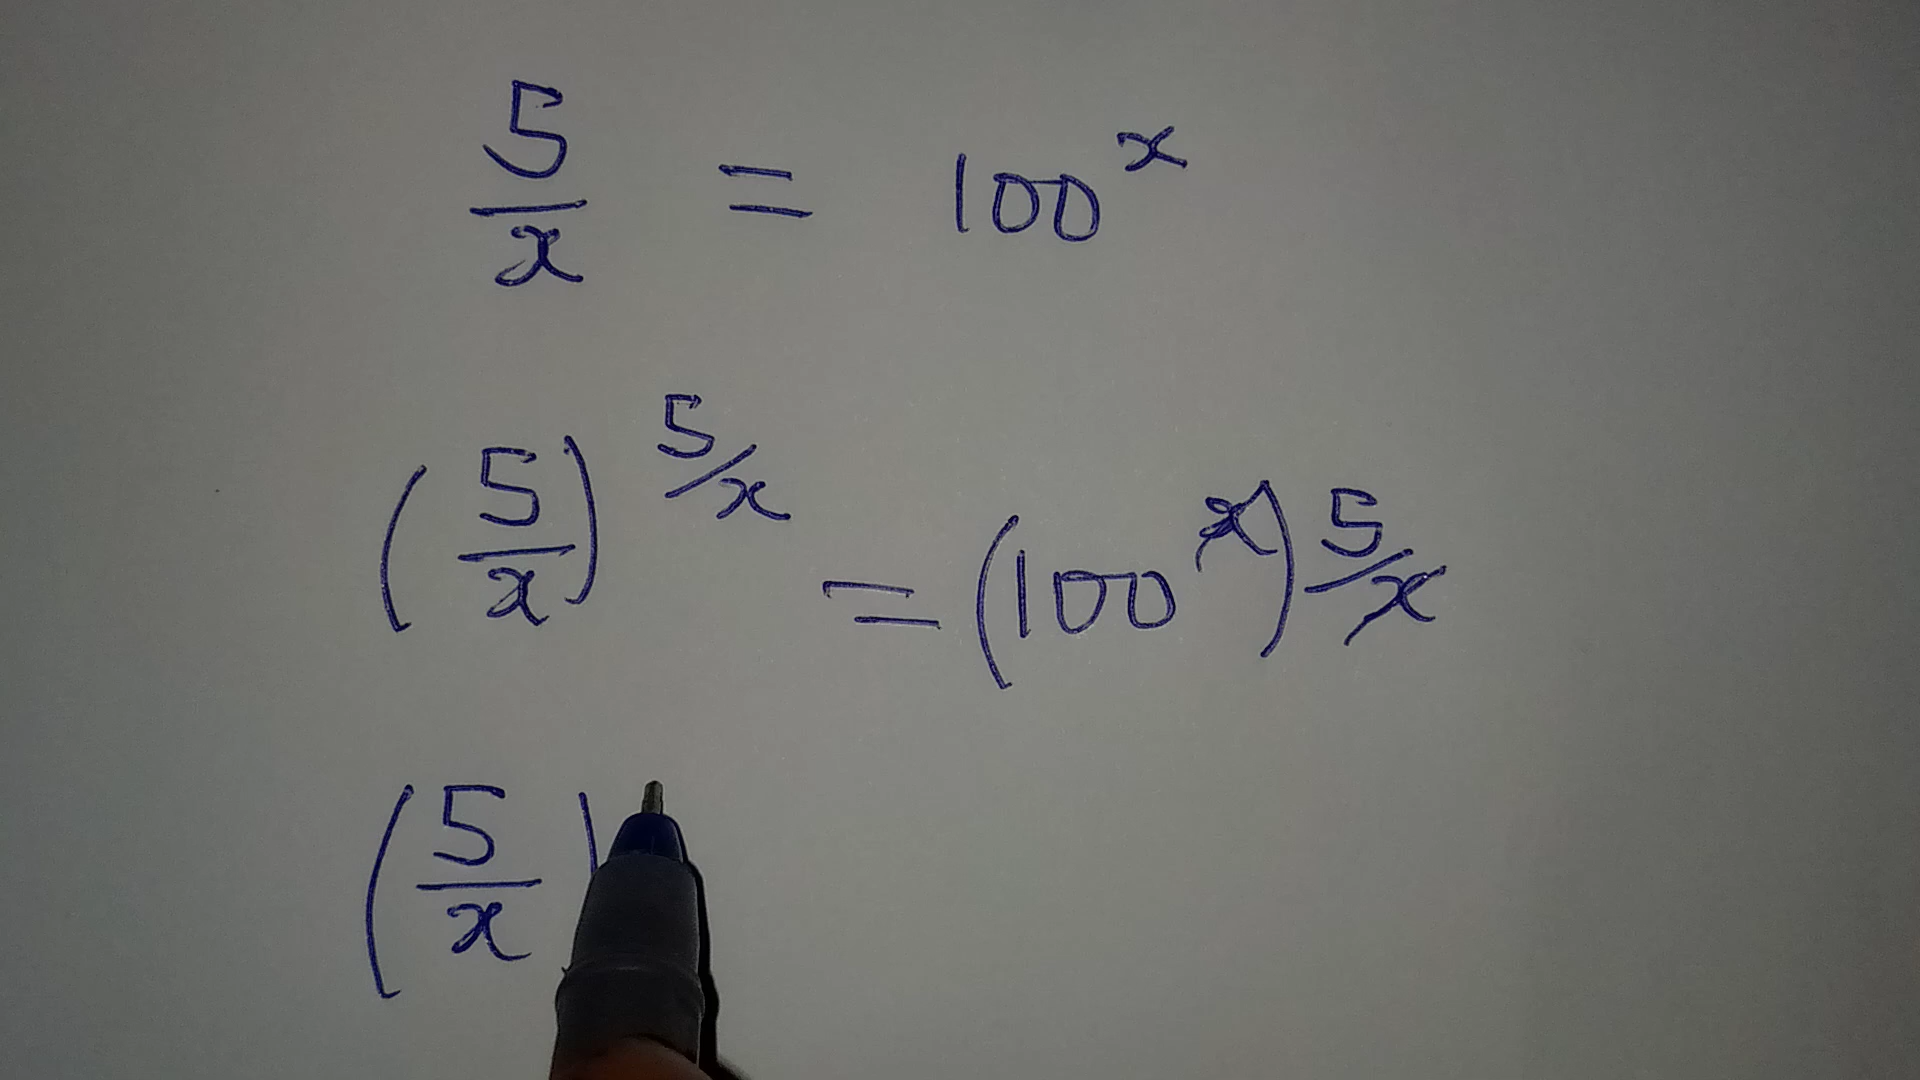 5/x = 100^x
(5/x)^5/x = (100^x)^5/x
(5/x)